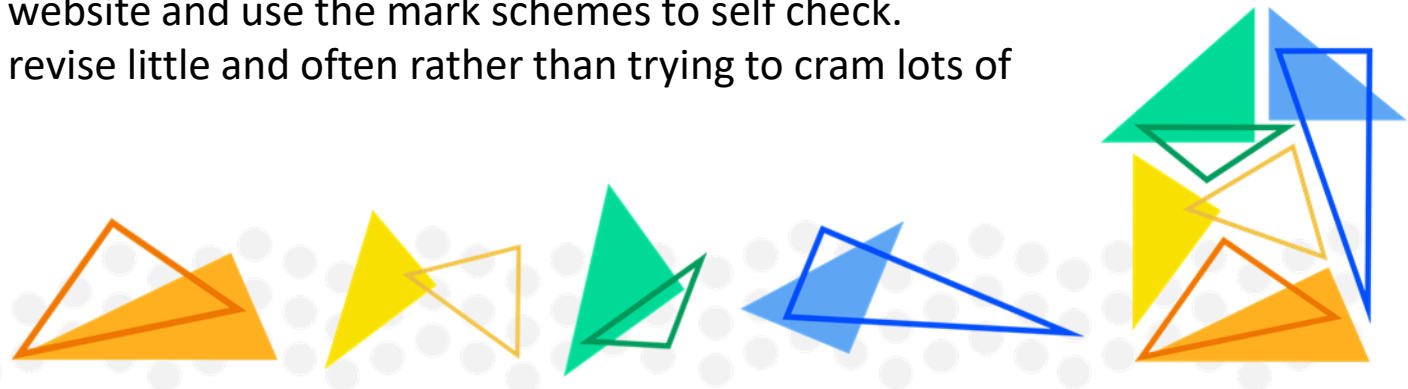 website and use the mark schemes to self check.
revise little and often rather than trying to cram lots of